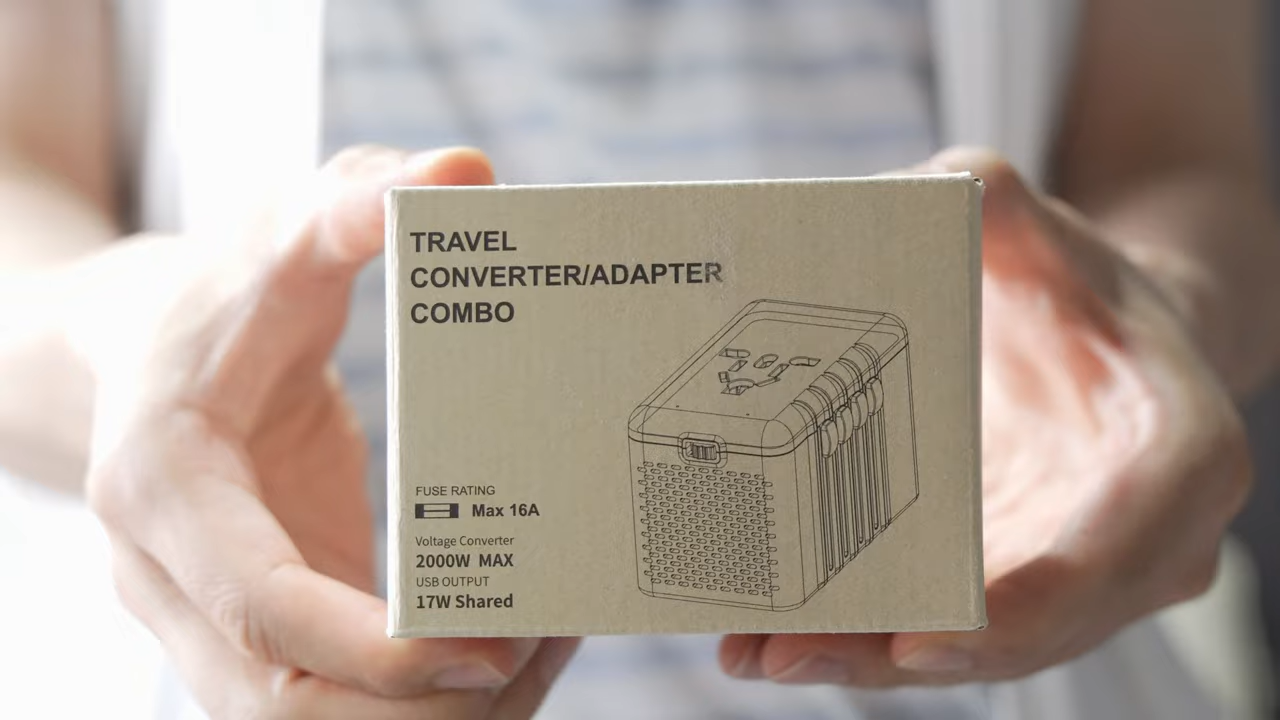 TRAVEL
CONVERTER/ADAPTER
COMBO
FUSE RATING
Max 16A
Voltage Converter
2000W MAX
USB OUTPUT
17W Shared